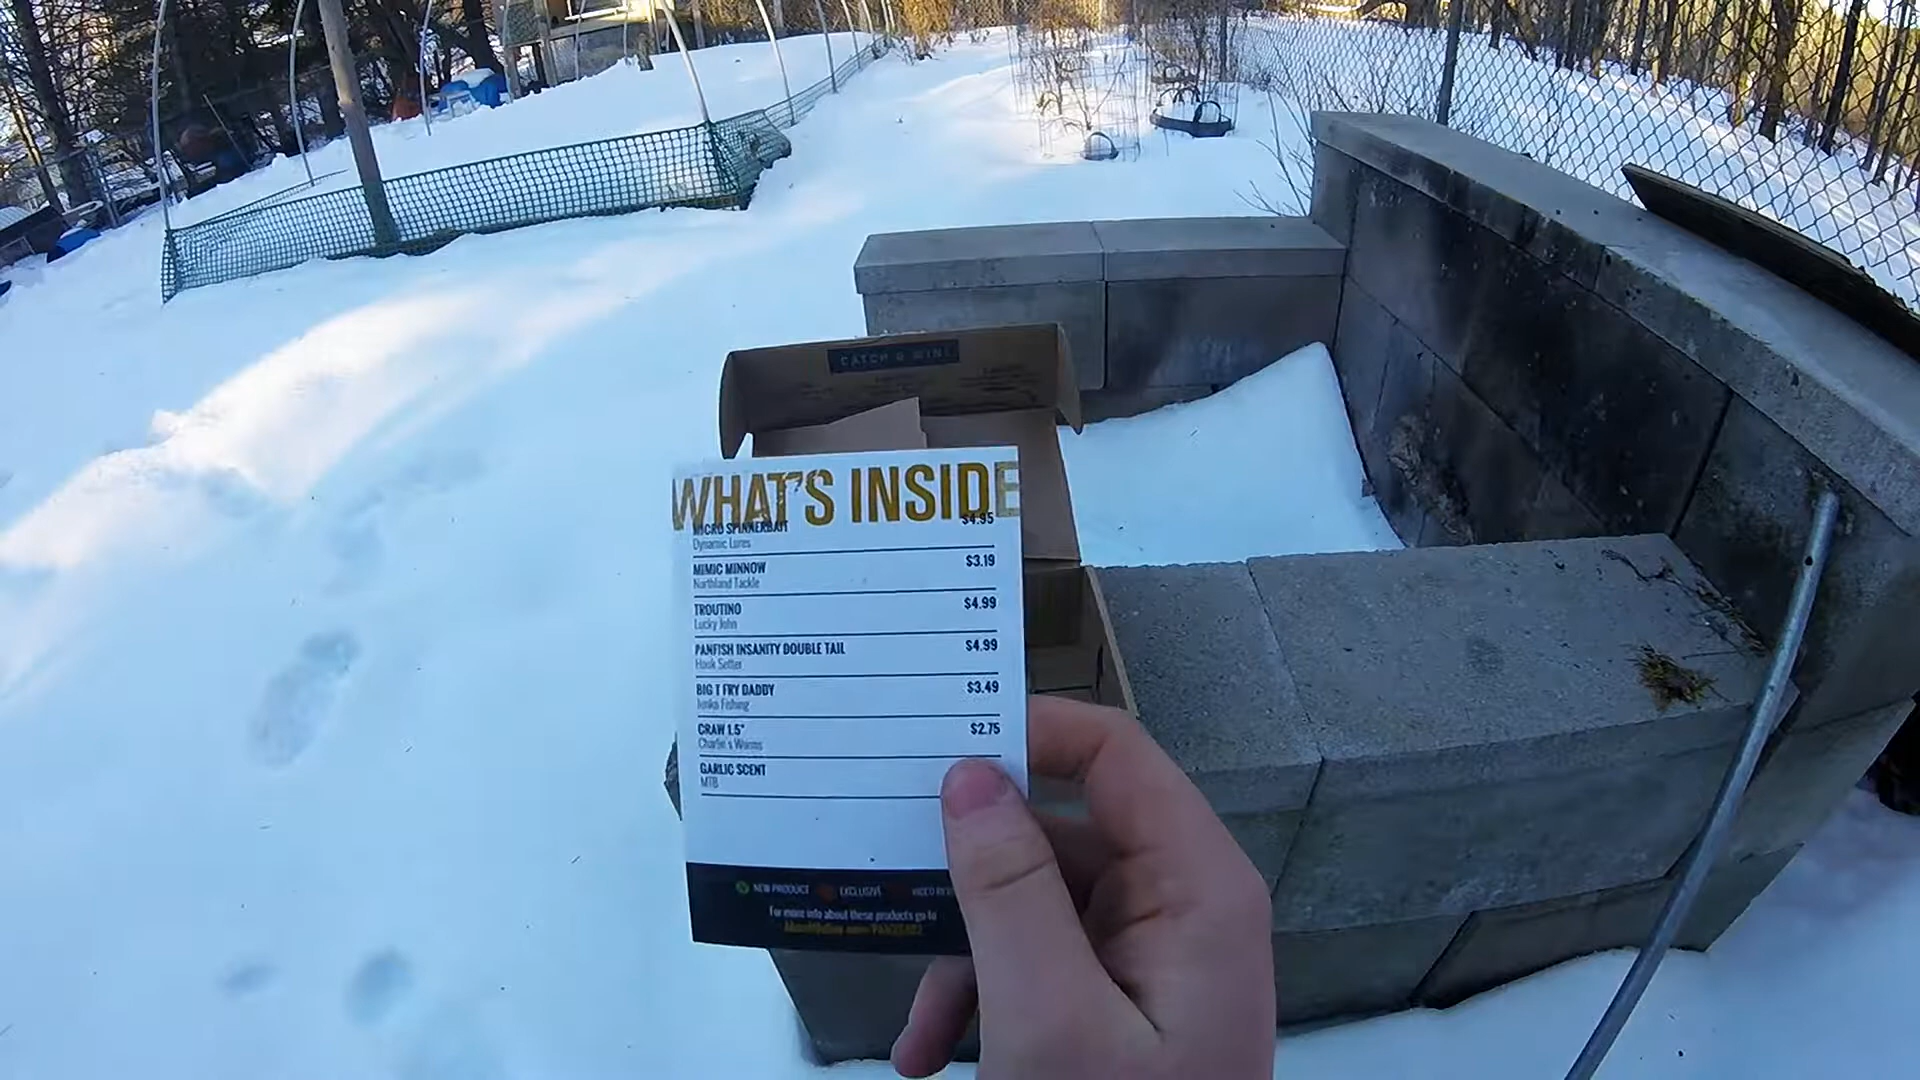 CATCH & WIN!
WHAT'S INSIDE
MICRO SPINNERBAIT $4.95
Dynamic Lures
MIMIC MINNOW $3.19
Northland Tackle
TROUTINO $4.99
Lucky John
PANFISH INSANITY DOUBLE TAIL $4.99
Hook Setter
BIG T FRY DADDY $3.49
Jenko Fishing
CRAW 1.5" $2.75
Charlie's Worms
GARLIC SCENT
MTB
NEW PRODUCT EXCLUSIVE VIDEO
For more info about these products go to